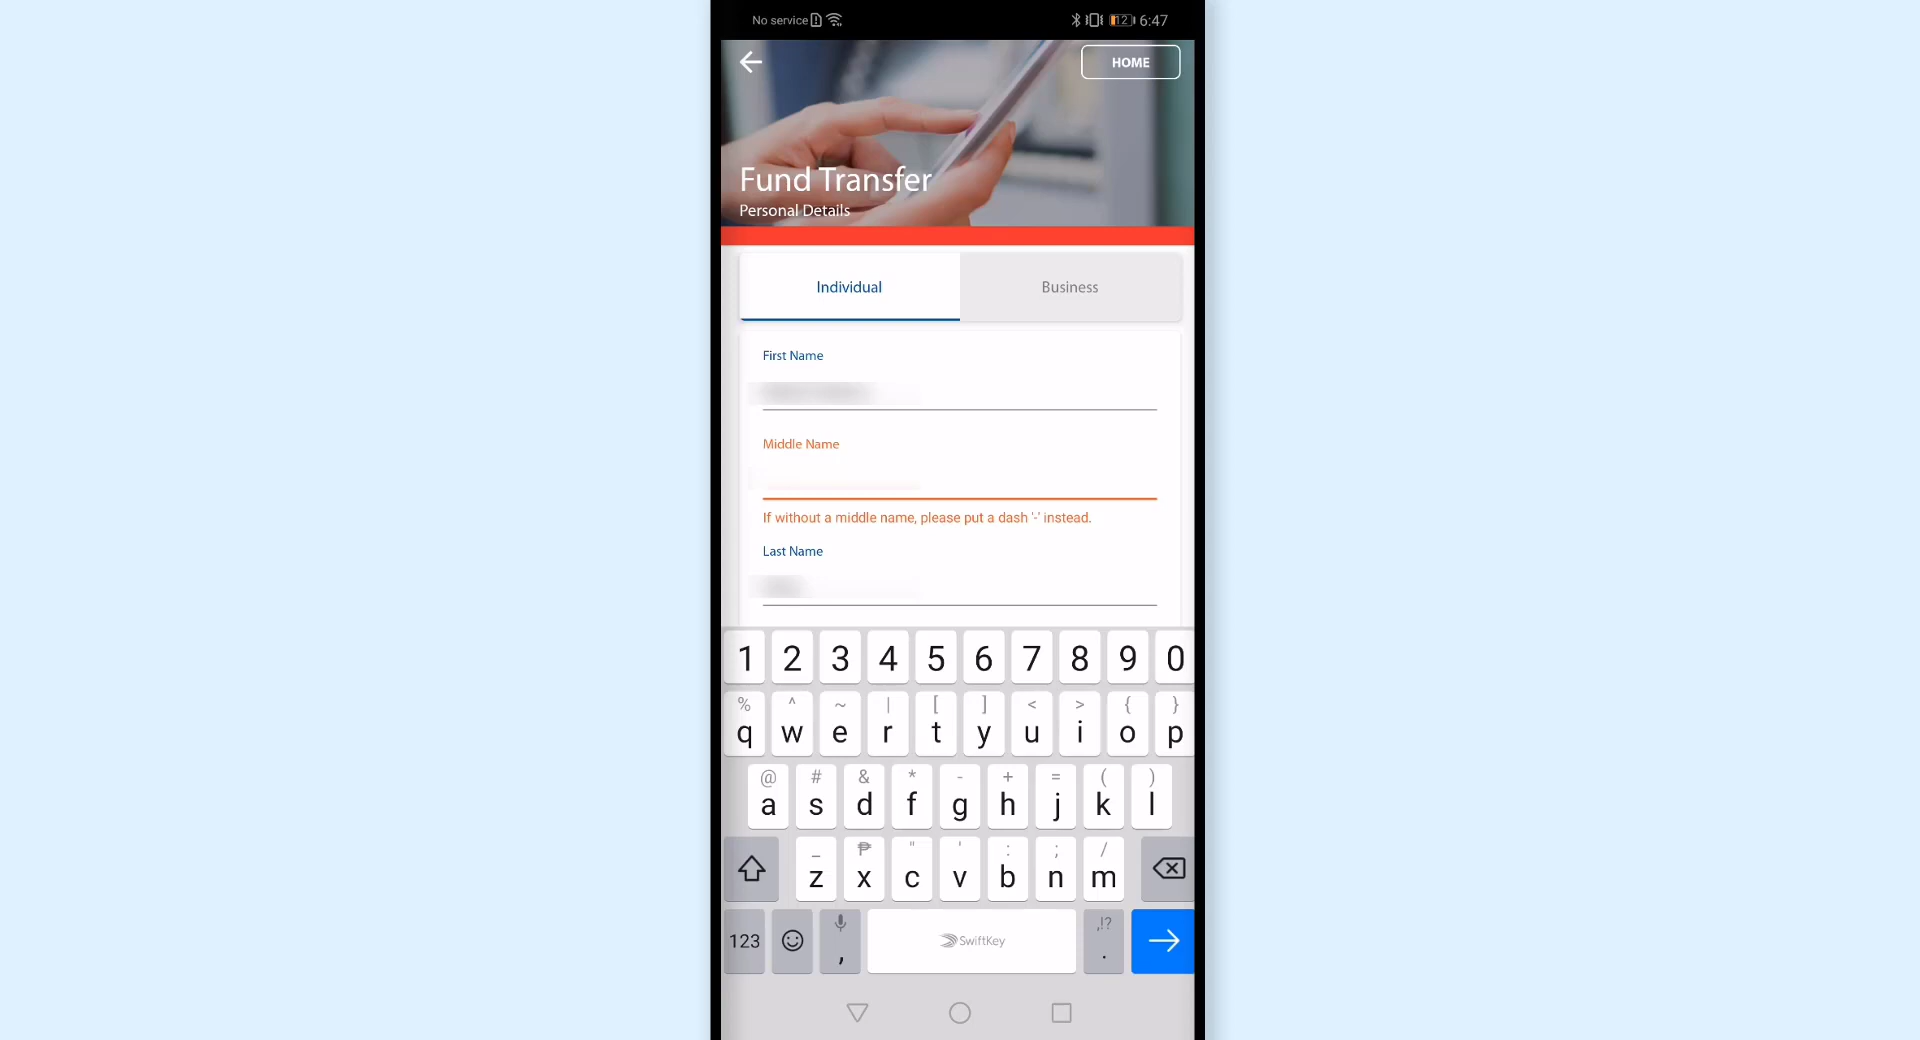 No service
12 6:47
HOME
Fund Transfer
Personal Details
Individual
Business
First Name
Middle Name
If without a middle name, please put a dash '-' instead.
Last Name
1 2 3 4 5 6 7 8 9 0
% ^ ~ | [ ] < > { }
q w e r t y u i o p
@ # & * - + = ( )
a s d f g h j k l
_ ₱ " ' : ; /
z x c v b n m
,!?
123 , SwiftKey .